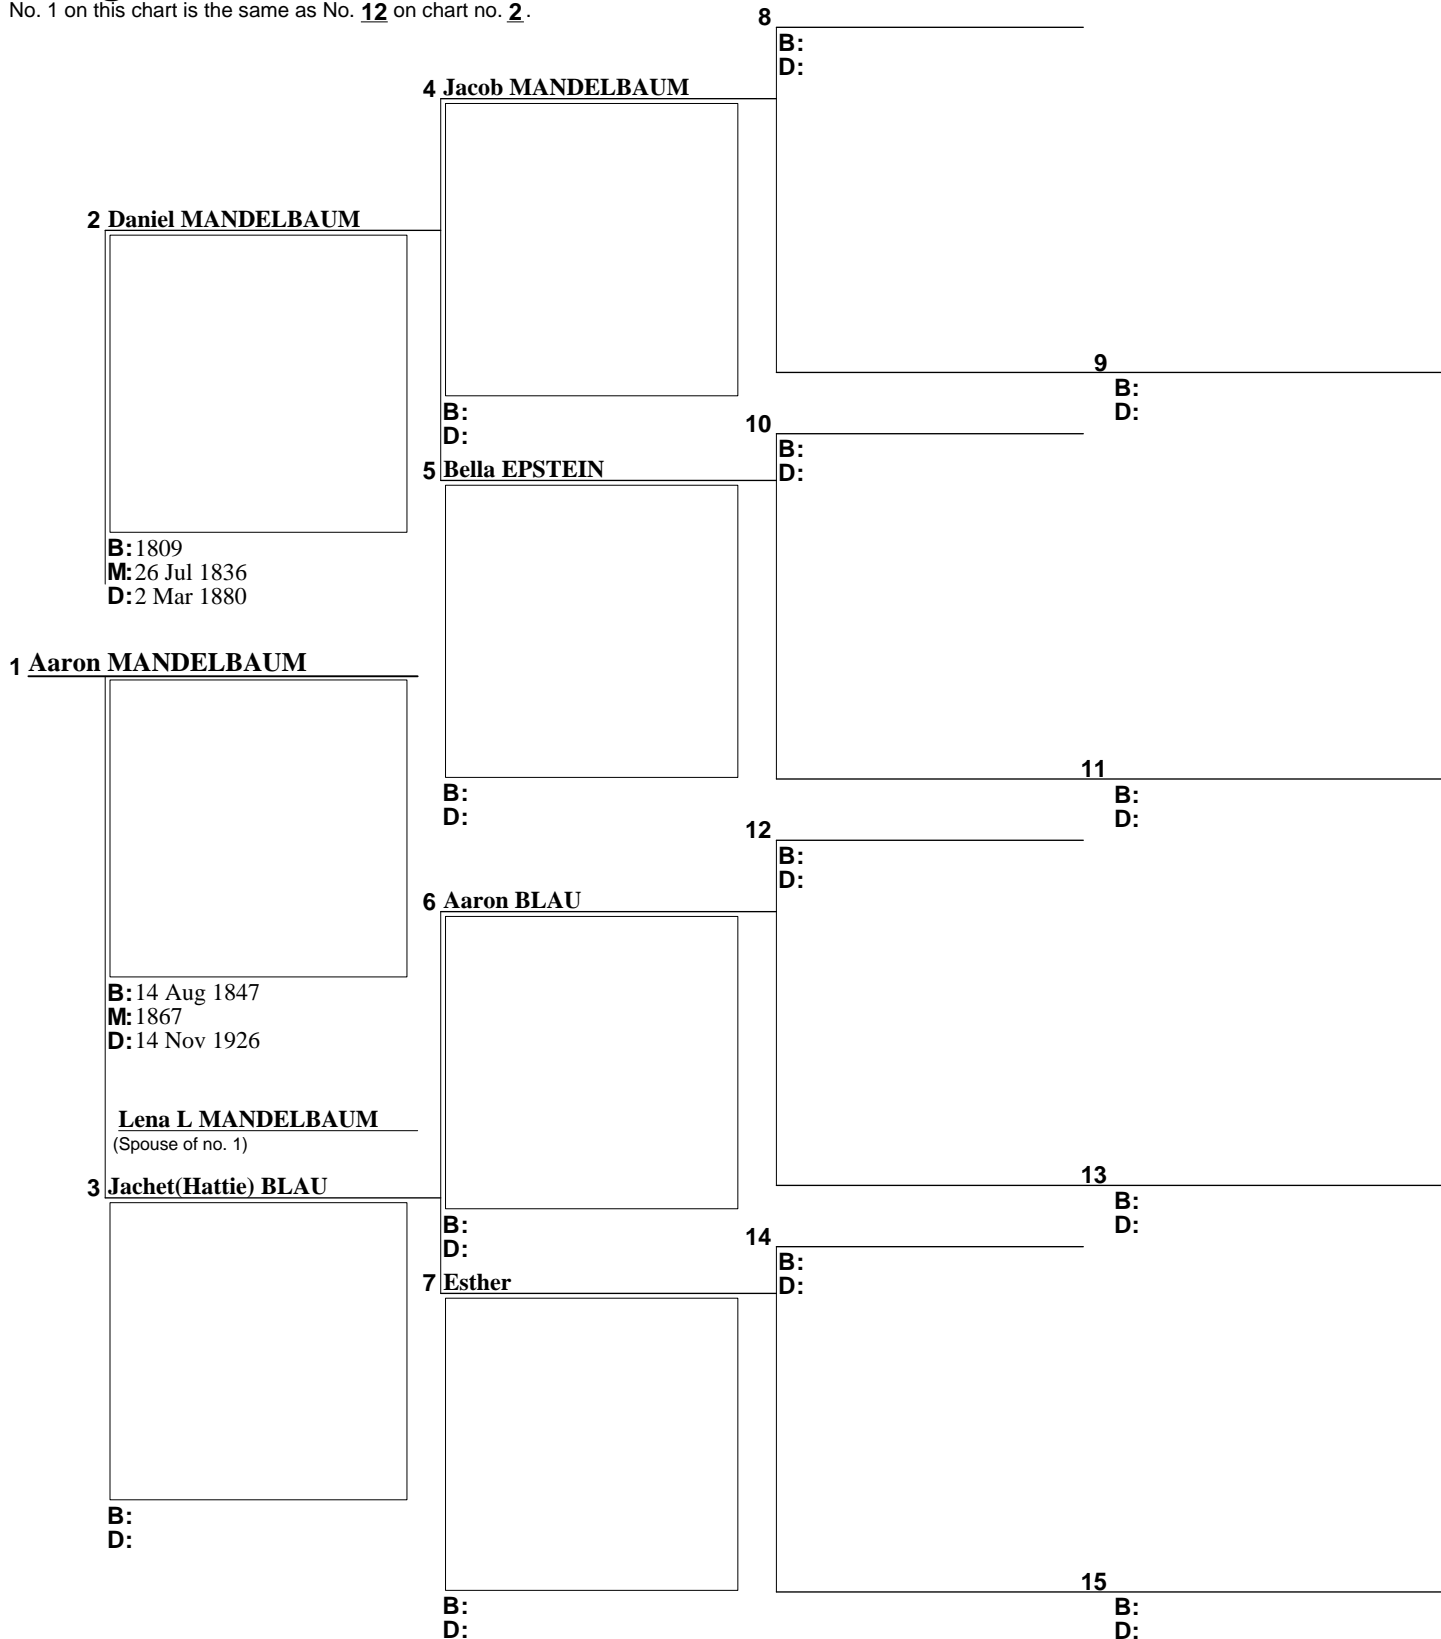 No. 1 on this chart is the same as No. 12 on chart no. 2.
8
B:
D:
4 Jacob MANDELBAUM
2 Daniel MANDELBAUM
9
B:
D:
B:
D:
10
B:
D:
5 Bella EPSTEIN
B: 1809
M: 26 Jul 1836
D: 2 Mar 1880
1 Aaron MANDELBAUM
11
B:
D:
B:
D:
12
B:
D:
6 Aaron BLAU
B: 14 Aug 1847
M: 1867
D: 14 Nov 1926
Lena L MANDELBAUM
(Spouse of no. 1)
3 Jachet(Hattie) BLAU
13
B:
D:
B:
D:
14
B:
D:
7 Esther
B:
D:
15
B:
D:
B:
D: